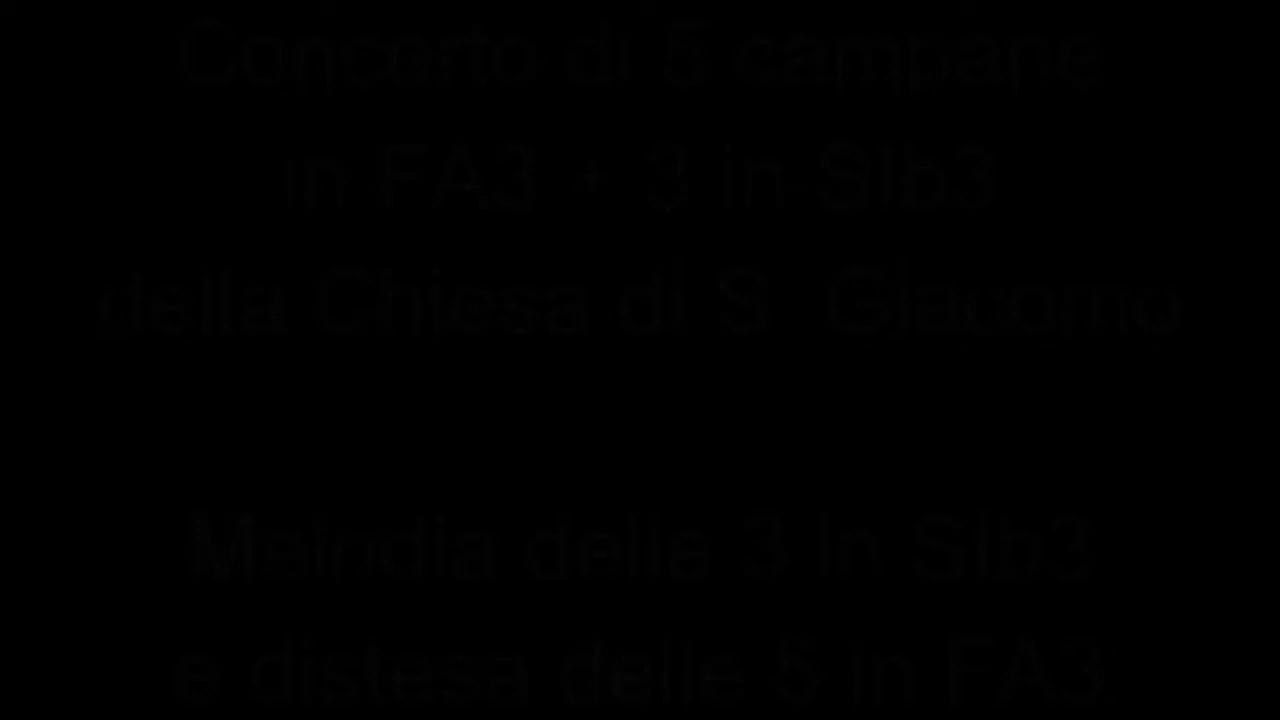 Concerto di 5 campane
in FA3 + 3 in SIb3
della Chiesa di S. Giacomo
Melodia delle 3 in SIb3
e distesa delle 5 in FA3